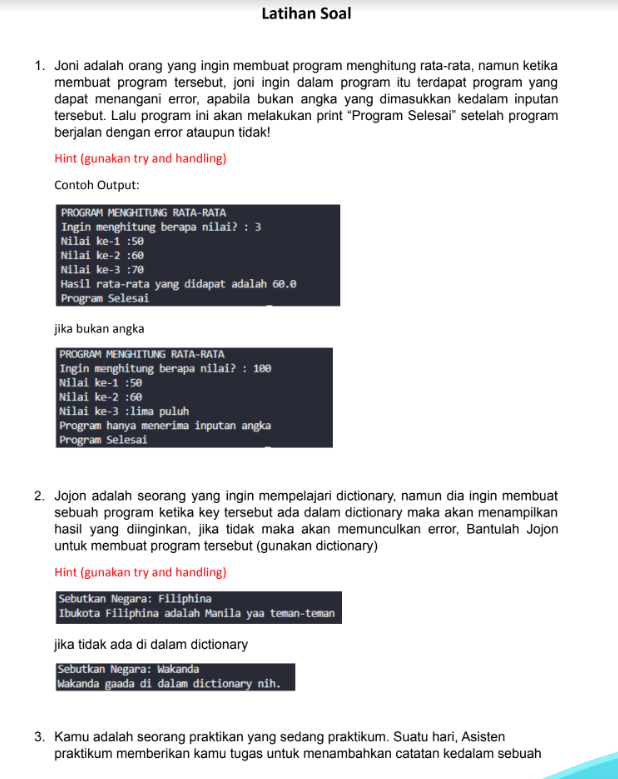 Latihan Soal
1. Joni adalah orang yang ingin membuat program menghitung rata-rata, namun ketika
membuat program tersebut, joni ingin dalam program itu terdapat program yang
dapat menangani error, apabila bukan angka yang dimasukkan kedalam inputan
tersebut. Lalu program ini akan melakukan print “Program Selesai” setelah program
berjalan dengan error ataupun tidak!
Hint (gunakan try and handling)
Contoh Output:
PROGRAM MENGHITUNG RATA-RATA
Ingin menghitung berapa nilai? : 3
Nilai ke-1 :50
Nilai ke-2 :60
Nilai ke-3 :70
Hasil rata-rata yang didapat adalah 60.0
Program Selesai
jika bukan angka
PROGRAM MENGHITUNG RATA-RATA
Ingin menghitung berapa nilai? : 100
Nilai ke-1 :50
Nilai ke-2 :60
Nilai ke-3 :lima puluh
Program hanya menerima inputan angka
Program Selesai
2. Jojon adalah seorang yang ingin mempelajari dictionary, namun dia ingin membuat
sebuah program ketika key tersebut ada dalam dictionary maka akan menampilkan
hasil yang diinginkan, jika tidak maka akan memunculkan error, Bantulah Jojon
untuk membuat program tersebut (gunakan dictionary)
Hint (gunakan try and handling)
Sebutkan Negara: Filiphina
Ibukota Filiphina adalah Manila yaa teman-teman
jika tidak ada di dalam dictionary
Sebutkan Negara: Wakanda
Wakanda gaada di dalam dictionary nih.
3. Kamu adalah seorang praktikan yang sedang praktikum. Suatu hari, Asisten
praktikum memberikan kamu tugas untuk menambahkan catatan kedalam sebuah